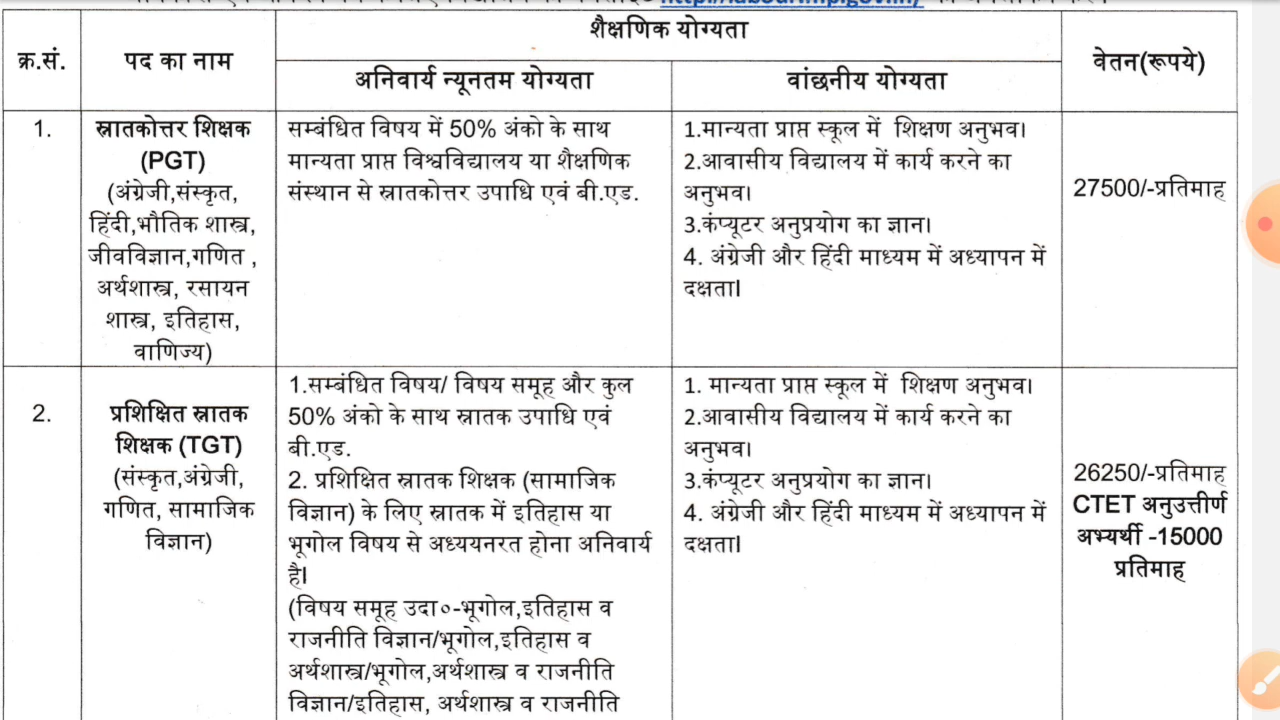 http://labour.mp.gov.in/
क्र.सं.
पद का नाम
शैक्षणिक योग्यता
वेतन(रूपये)
अनिवार्य न्यूनतम योग्यता
वांछनीय योग्यता
1.
स्नातकोत्तर शिक्षक
(PGT)
(अंग्रेजी,संस्कृत,
हिंदी,भौतिक शास्त्र,
जीवविज्ञान,गणित ,
अर्थशास्त्र, रसायन
शास्त्र, इतिहास,
वाणिज्य)
सम्बंधित विषय में 50% अंको के साथ
मान्यता प्राप्त विश्वविद्यालय या शैक्षणिक
संस्थान से स्नातकोत्तर उपाधि एवं बी.एड.
1.मान्यता प्राप्त स्कूल में शिक्षण अनुभव।
2.आवासीय विद्यालय में कार्य करने का
अनुभव।
3.कंप्यूटर अनुप्रयोग का ज्ञान।
4. अंग्रेजी और हिंदी माध्यम में अध्यापन में
दक्षता।
27500/-प्रतिमाह
2.
प्रशिक्षित स्नातक
शिक्षक (TGT)
(संस्कृत,अंग्रेजी,
गणित, सामाजिक
विज्ञान)
1.सम्बंधित विषय/ विषय समूह और कुल
50% अंको के साथ स्नातक उपाधि एवं
बी.एड.
2. प्रशिक्षित स्नातक शिक्षक (सामाजिक
विज्ञान) के लिए स्नातक में इतिहास या
भूगोल विषय से अध्ययनरत होना अनिवार्य
है।
(विषय समूह उदा०-भूगोल,इतिहास व
राजनीति विज्ञान/भूगोल,इतिहास व
अर्थशास्त्र/भूगोल,अर्थशास्त्र व राजनीति
विज्ञान/इतिहास, अर्थशास्त्र व राजनीति
1. मान्यता प्राप्त स्कूल में शिक्षण अनुभव।
2.आवासीय विद्यालय में कार्य करने का
अनुभव।
3.कंप्यूटर अनुप्रयोग का ज्ञान।
4. अंग्रेजी और हिंदी माध्यम में अध्यापन में
दक्षता।
26250/-प्रतिमाह
CTET अनुउत्तीर्ण
अभ्यर्थी -15000
प्रतिमाह